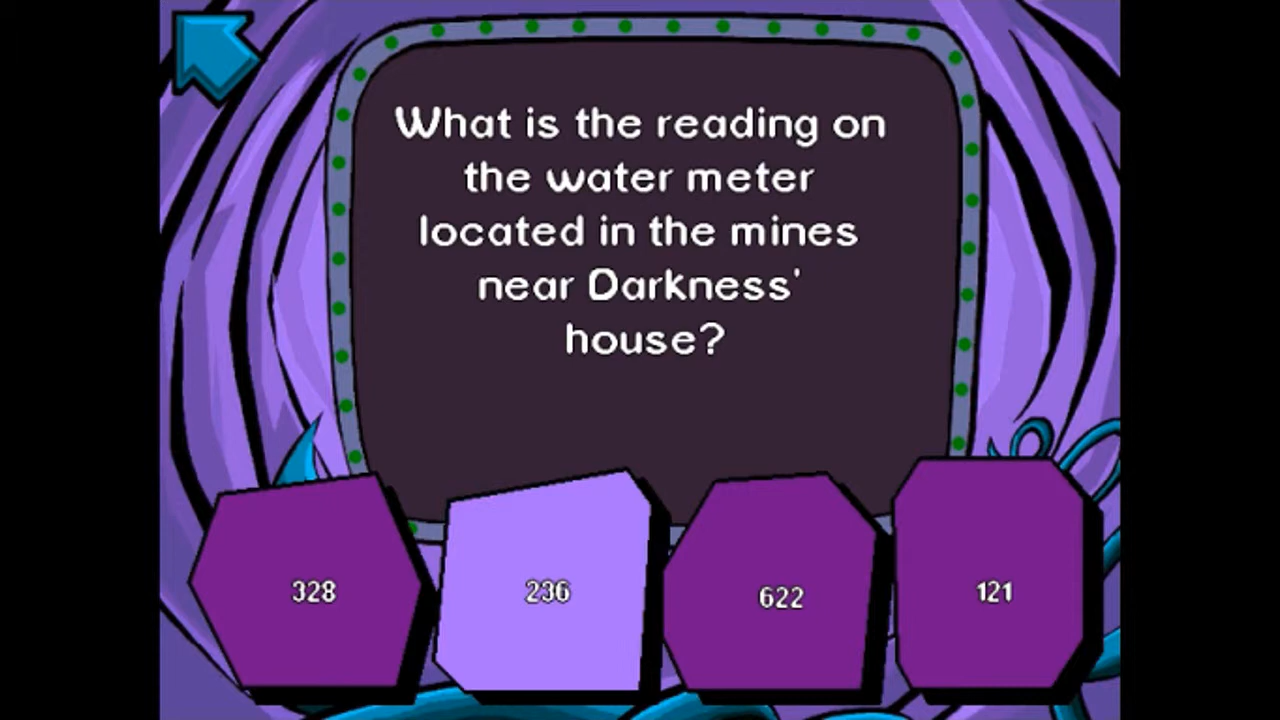 What is the reading on
the water meter
located in the mines
near Darkness'
house?
328
236
622
121